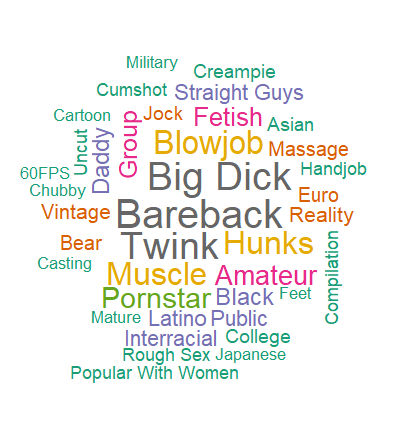 Military
Creampie
Cumshot
Straight Guys
Cartoon
Jock
Fetish
Asian
Uncut
Daddy
Group
Blowjob
Massage
60FPS
Big Dick
Handjob
Chubby
Euro
Vintage
Bareback
Reality
Bear
Twink
Hunks
Compilation
Casting
Muscle
Amateur
Pornstar
Black
Feet
Mature
Latino
Public
Interracial
College
Rough Sex
Japanese
Popular With Women